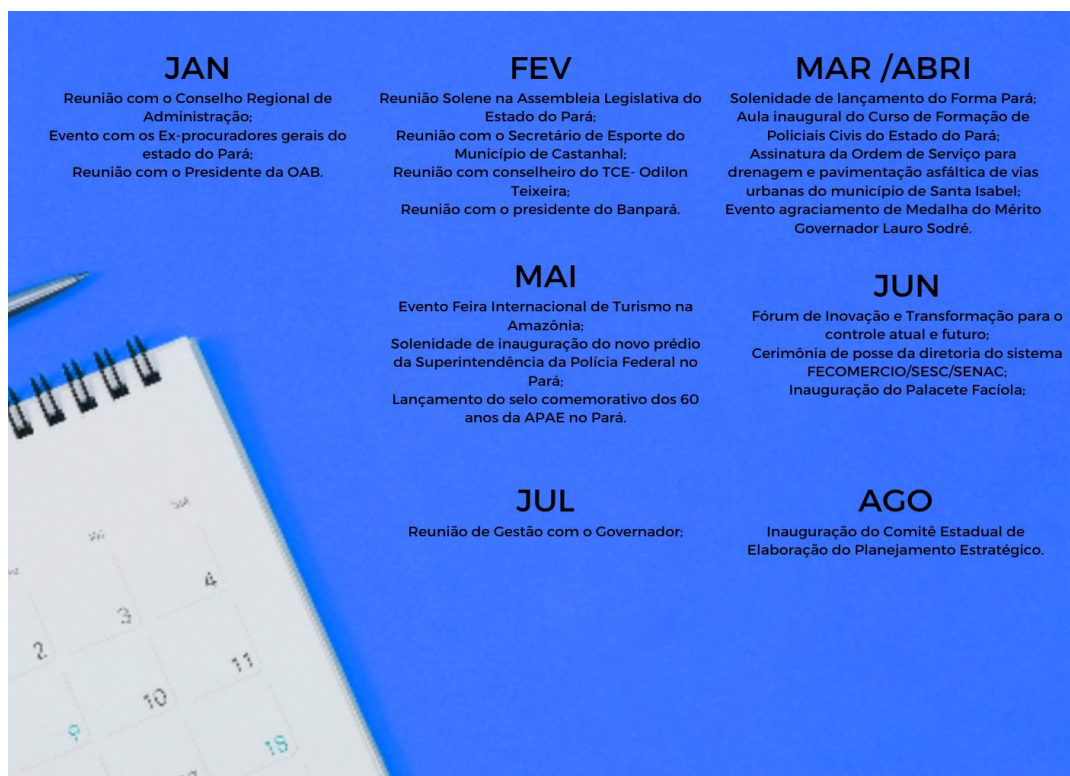 JAN
Reunião com o Conselho Regional de
Administração;
Evento com os Ex-procuradores gerais do
estado do Pará;
Reunião com o Presidente da OAB.
FEV
Reunião Solene na Assembleia Legislativa do
Estado do Pará;
Reunião com o Secretário de Esporte do
Município de Castanhal;
Reunião com conselheiro do TCE- Odilon
Teixeira;
Reunião com o presidente do Banpará.
MAR /ABRI
Solenidade de lançamento do Forma Pará;
Aula inaugural do Curso de Formação de
Policiais Civis do Estado do Pará;
Assinatura da Ordem de Serviço para
drenagem e pavimentação asfáltica de vias
urbanas do município de Santa Isabel;
Evento agraciamento de Medalha do Mérito
Governador Lauro Sodré.
MAI
Evento Feira Internacional de Turismo na
Amazônia;
Solenidade de inauguração do novo prédio
da Superintendência da Polícia Federal no
Pará;
Lançamento do selo comemorativo dos 60
anos da APAE no Pará.
JUN
Fórum de Inovação e Transformação para o
controle atual e futuro;
Cerimônia de posse da diretoria do sistema
FECOMERCIO/SESC/SENAC;
Inauguração do Palacete Facíola;
JUL
Reunião de Gestão com o Governador;
AGO
Inauguração do Comitê Estadual de
Elaboração do Planejamento Estratégico.
2 3 4
9 10 11
18